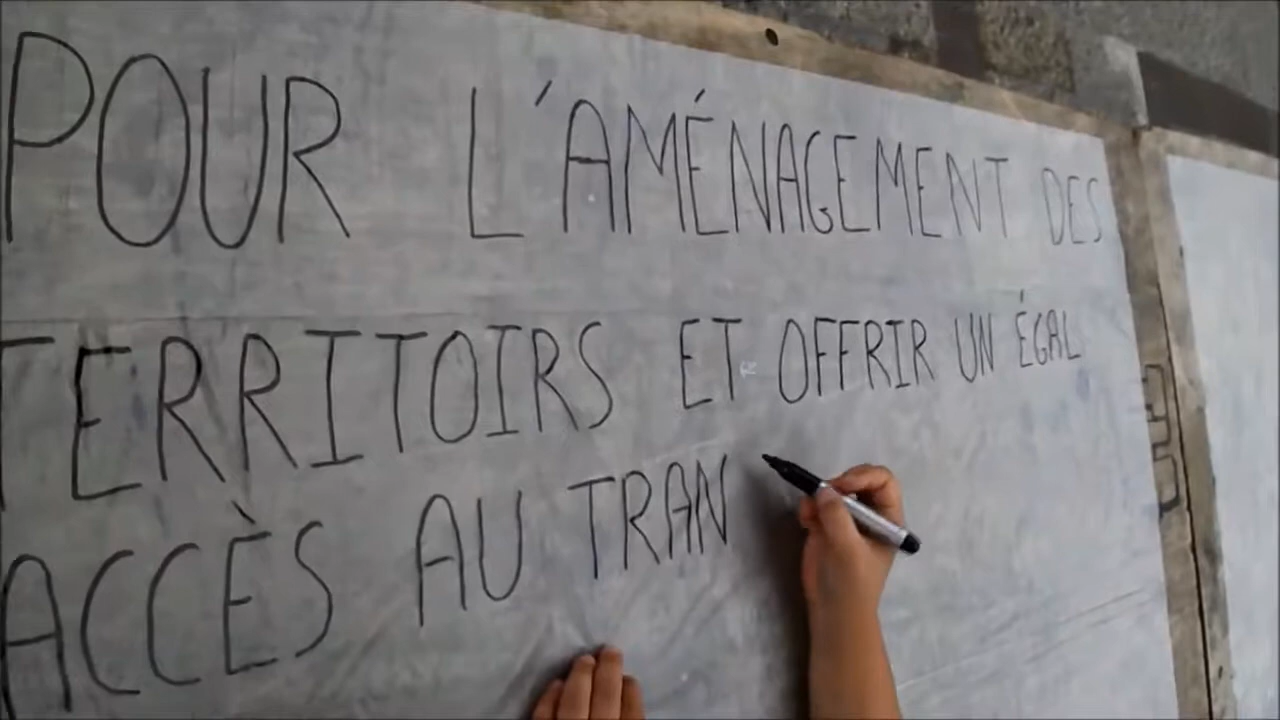 POUR L'AMÉNAGEMENT DES
TERRITOIRS ET OFFRIR UN ÉGAL
ACCÈS AU TRAN